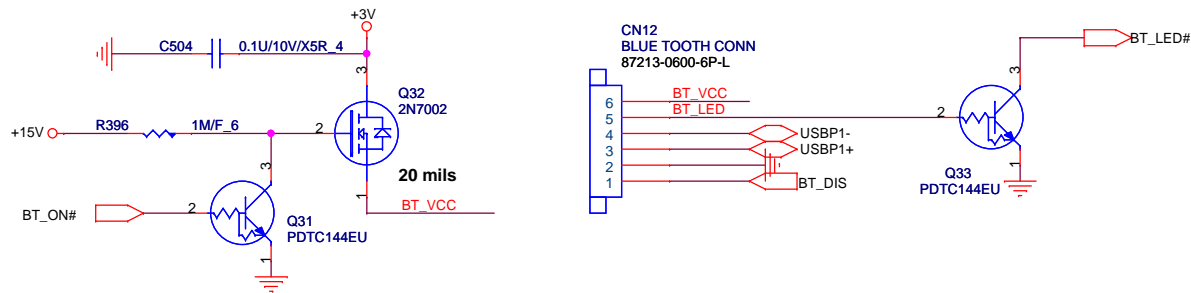 +3V
C504 0.1U/10V/X5R_4
3
Q32
2N7002
+15V R396 1M/F_6 2
3
20 mils
1
BT_VCC
BT_ON# 2
Q31
PDTC144EU
1
CN12
BLUE TOOTH CONN
87213-0600-6P-L
6 BT_VCC
5 BT_LED
4 USBP1-
3 USBP1+
2
1 BT_DIS
BT_LED#
3
2
1
Q33
PDTC144EU